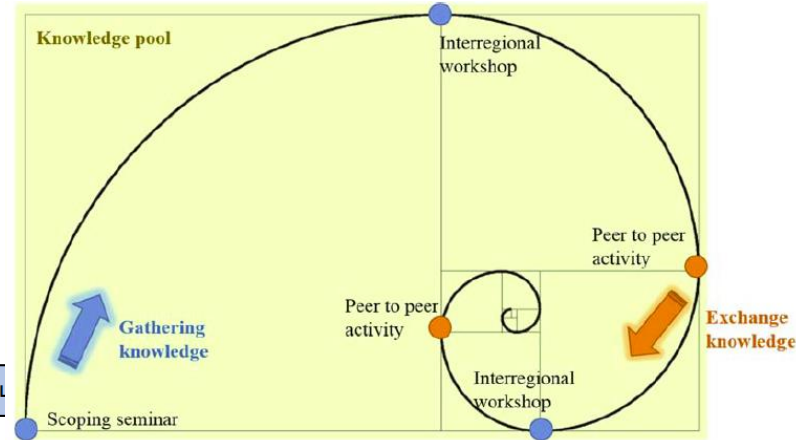 Knowledge pool
Interregional
workshop
Peer to peer
activity
Peer to peer
activity
Gathering
knowledge
Exchange
knowledge
Interregional
workshop
Scoping seminar
L